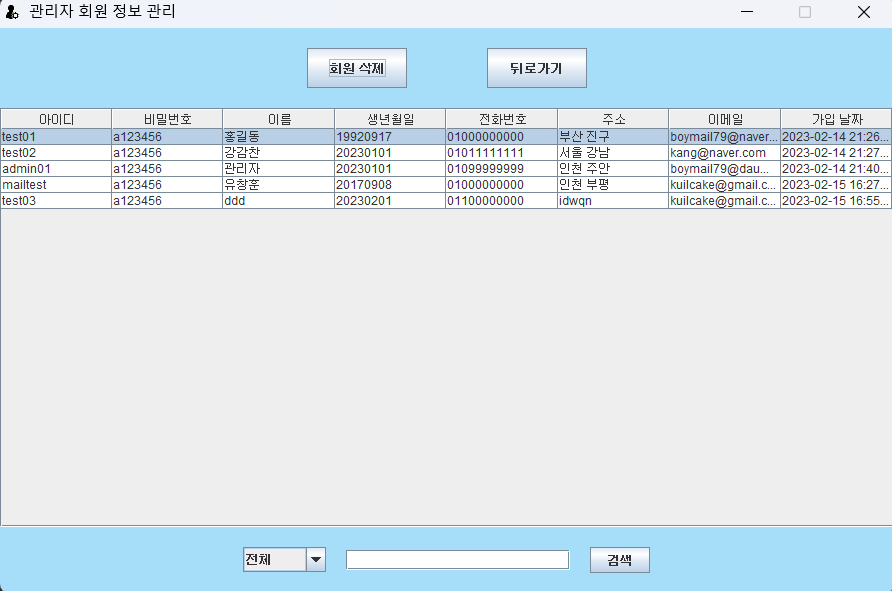 관리자 회원 정보 관리
회원 삭제 뒤로가기
아이디 비밀번호 이름 생년월일 전화번호 주소 이메일 가입 날짜
test01 a123456 홍길동 19920917 01000000000 부산 진구 boymail79@naver... 2023-02-14 21:26...
test02 a123456 강감찬 20230101 01011111111 서울 강남 kang@naver.com 2023-02-14 21:27...
admin01 a123456 관리자 20230101 01099999999 인천 주안 boymail79@dau... 2023-02-14 21:40...
mailtest a123456 유창훈 20170908 01000000000 인천 부평 kuilcake@gmail.c... 2023-02-15 16:27...
test03 a123456 ddd 20230201 01100000000 idwqn kuilcake@gmail.c... 2023-02-15 16:55...
전체 검색